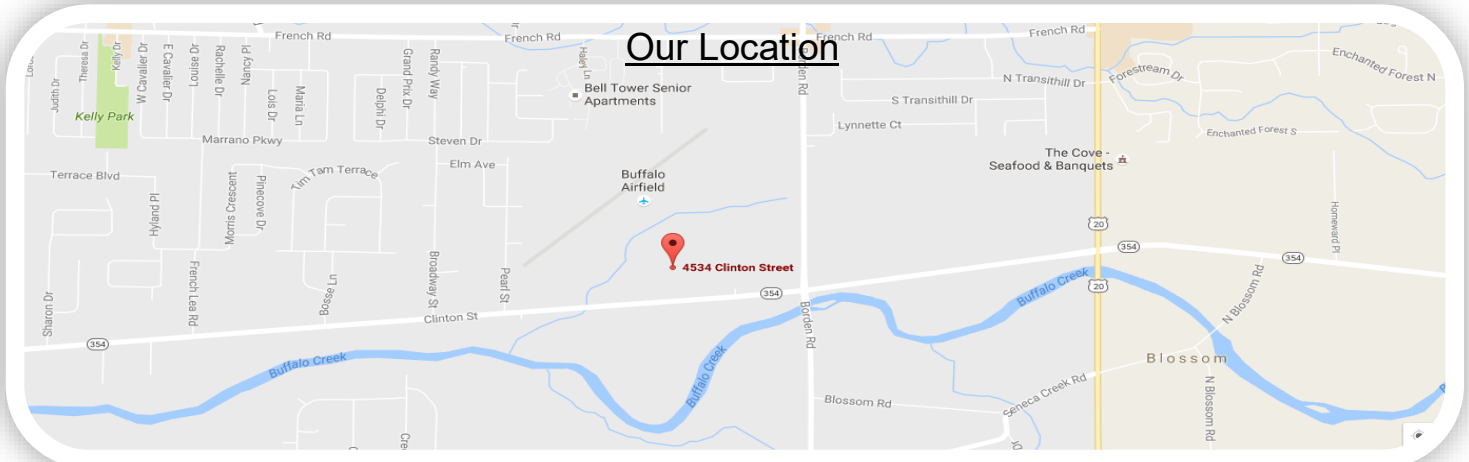 Our Location
French Rd
French Rd
French Rd
French Rd
Theresa Dr
Kelly Dr
W Cavalier Dr
E Cavalier Dr
Louser Dr
Rachelle Dr
Nancy Pl
Judith Dr
Lois Dr
Maria Ln
Delphi Dr
Grand Prix Dr
Randy Way
Haley Ln
Borden Rd
Bell Tower Senior
Apartments
Kelly Park
Marrano Pkwy
Steven Dr
Elm Ave
Terrace Blvd
Tim Tam Terrace
Hyland Pl
Morris Crescent
Pinecove Dr
Buffalo
Airfield
N Transithill Dr
S Transithill Dr
Lynnette Ct
Forestream Dr
Enchanted Forest N
Enchanted Forest S
The Cove -
Seafood & Banquets
Homeward Pl
20
354
354
4534 Clinton Street
354
20
Sharon Dr
French Lea Rd
Bosse Ln
Broadway St
Pearl St
Clinton St
354
Borden Rd
Buffalo Creek
Buffalo Creek
Buffalo Creek
N Blossom Rd
Blossom
Seneca Creek Rd
Blossom Rd
N Blossom Rd